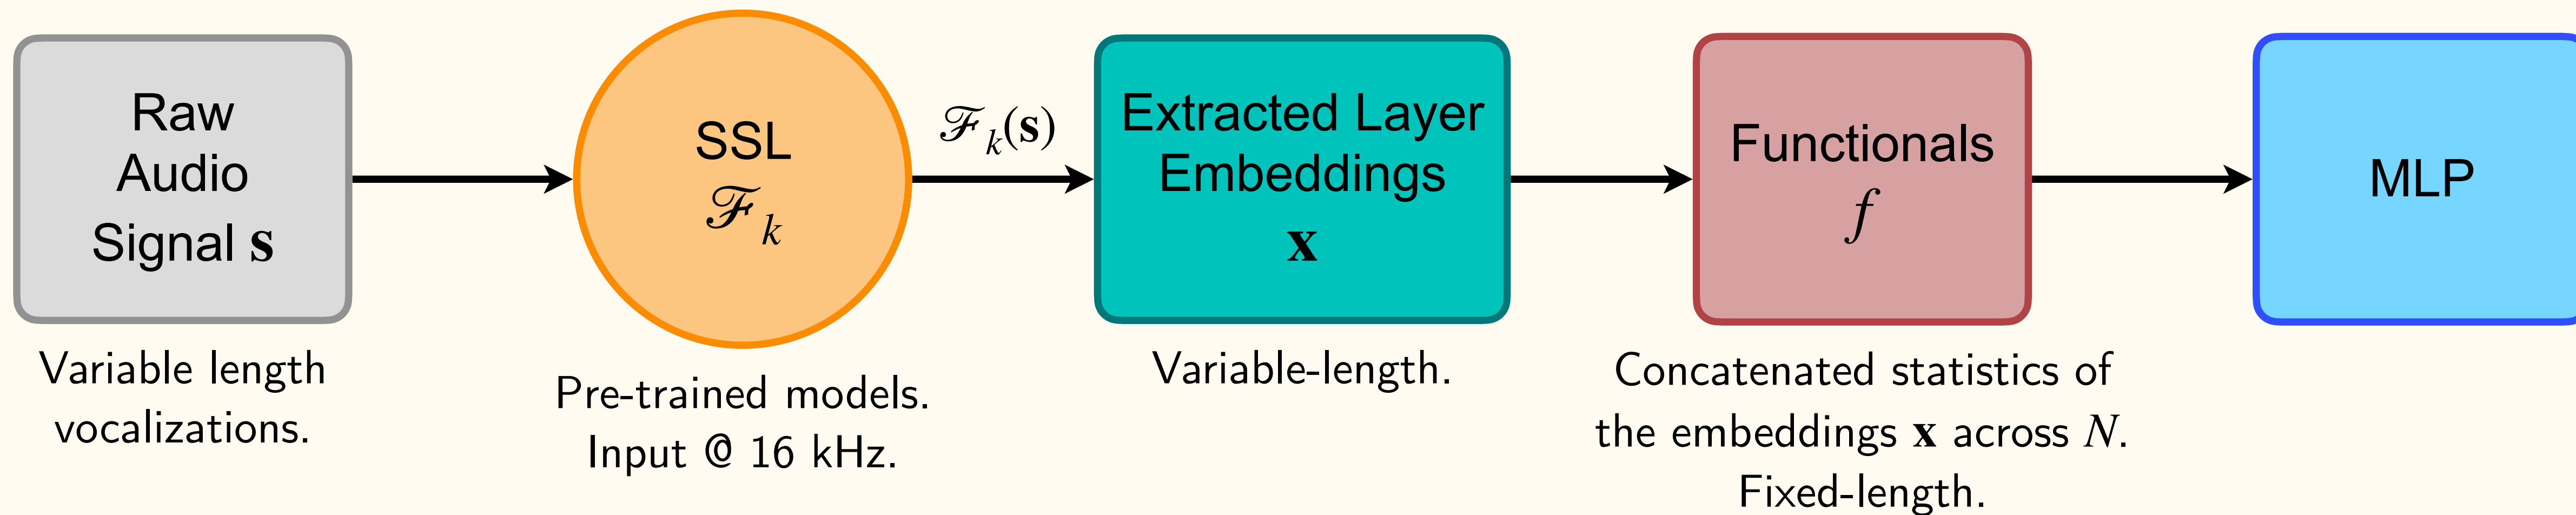 Raw
Audio
Signal s
Variable length
vocalizations.
SSL
ℱk
Pre-trained models.
Input @ 16 kHz.
ℱk(s)
Extracted Layer
Embeddings
x
Variable-length.
Functionals
f
Concatenated statistics of
the embeddings x across N.
Fixed-length.
MLP